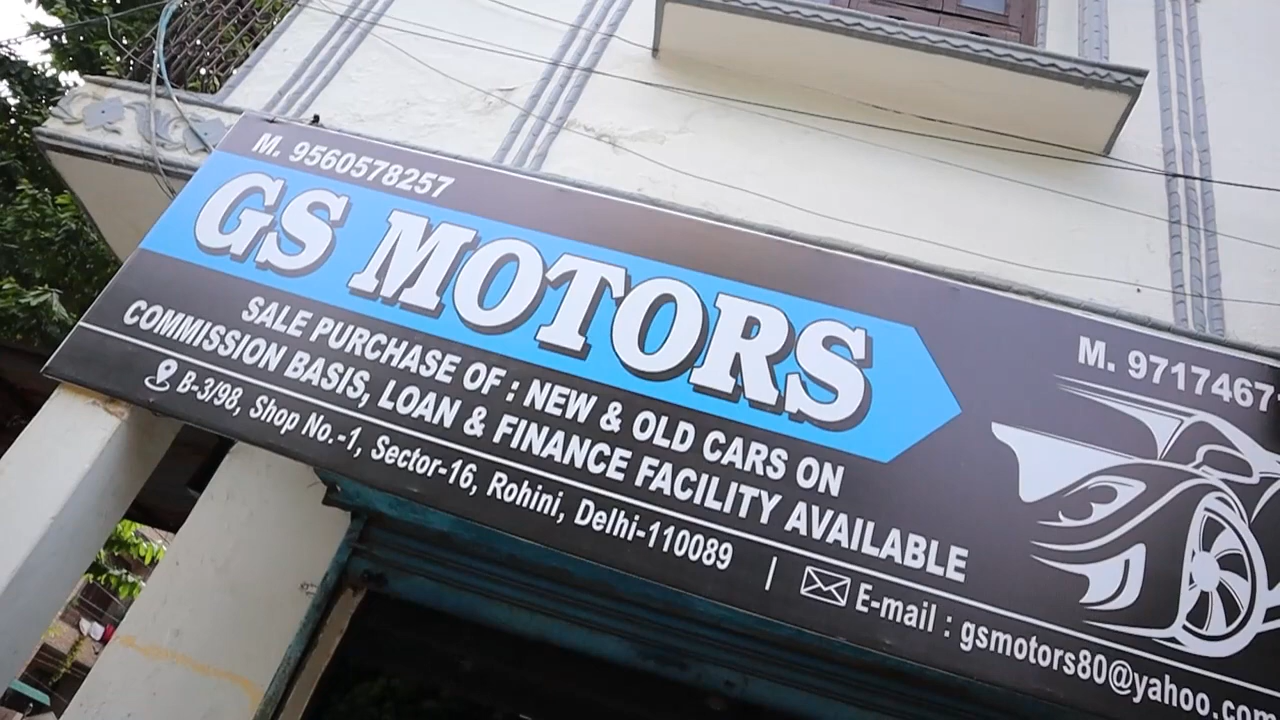 M. 9560578257
GS MOTORS
M. 9717467
SALE PURCHASE OF : NEW & OLD CARS ON
COMMISSION BASIS, LOAN & FINANCE FACILITY AVAILABLE
B-3/98, Shop No.-1, Sector-16, Rohini, Delhi-110089 | E-mail : gsmotors80@yahoo.com